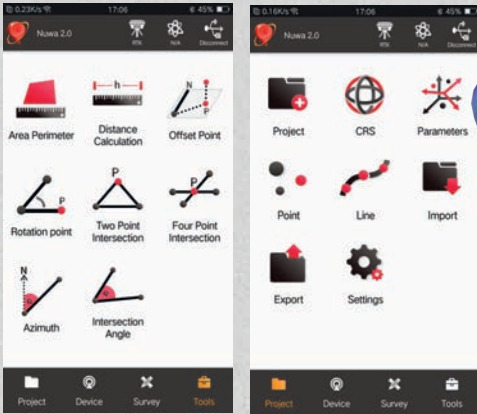 0.23K/s 17:06 45%
Nuwa 2.0 RTK N/A Disconnect
h N P
Area Perimeter Distance Calculation Offset Point
P P
Rotation point Two Point Intersection Four Point Intersection
N
Azimuth Intersection Angle
Project Device Survey Tools
0.16K/s 17:06 45%
Nuwa 2.0 RTK N/A Disconnect
Project CRS Parameters
Point Line Import
Export Settings
Project Device Survey Tools